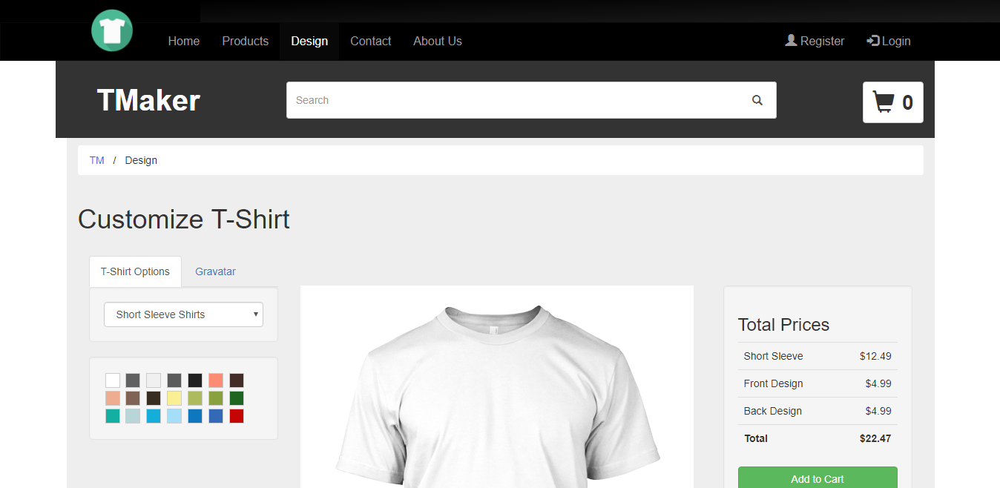 Home Products Design Contact About Us Register Login
TMaker Search 0
TM / Design
Customize T-Shirt
T-Shirt Options Gravatar
Short Sleeve Shirts
Total Prices
Short Sleeve $12.49
Front Design $4.99
Back Design $4.99
Total $22.47
Add to Cart